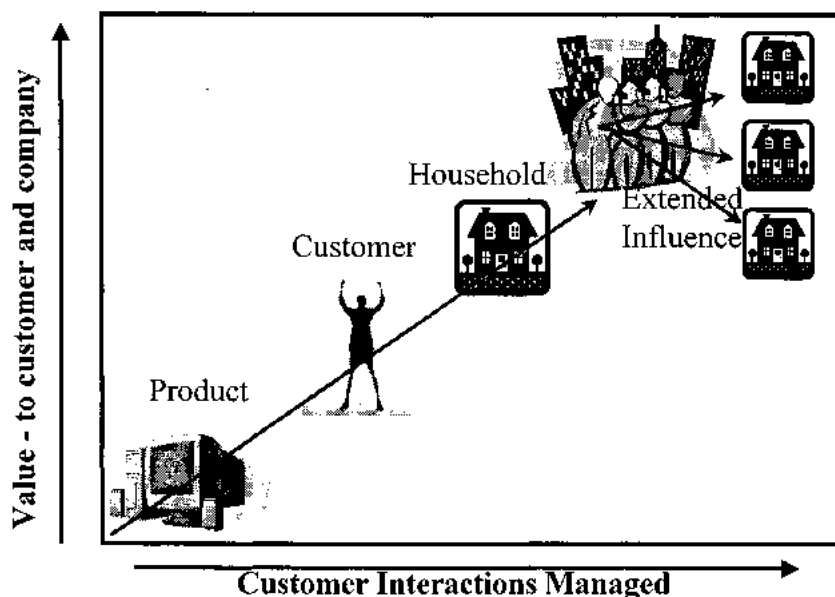 Value - to customer and company
Household
Extended
Influence
Customer
Product
Customer Interactions Managed